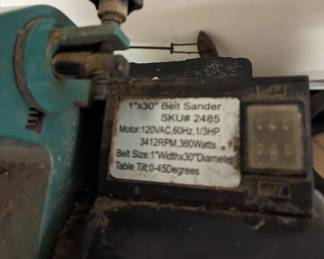 1"x30" Belt Sander
SKU# 2485
Motor:120VAC,60Hz,1/3HP,
3412RPM,360Watts
Belt Size:1"Widthx30"Diameter
Table Tilt:0-45Degrees